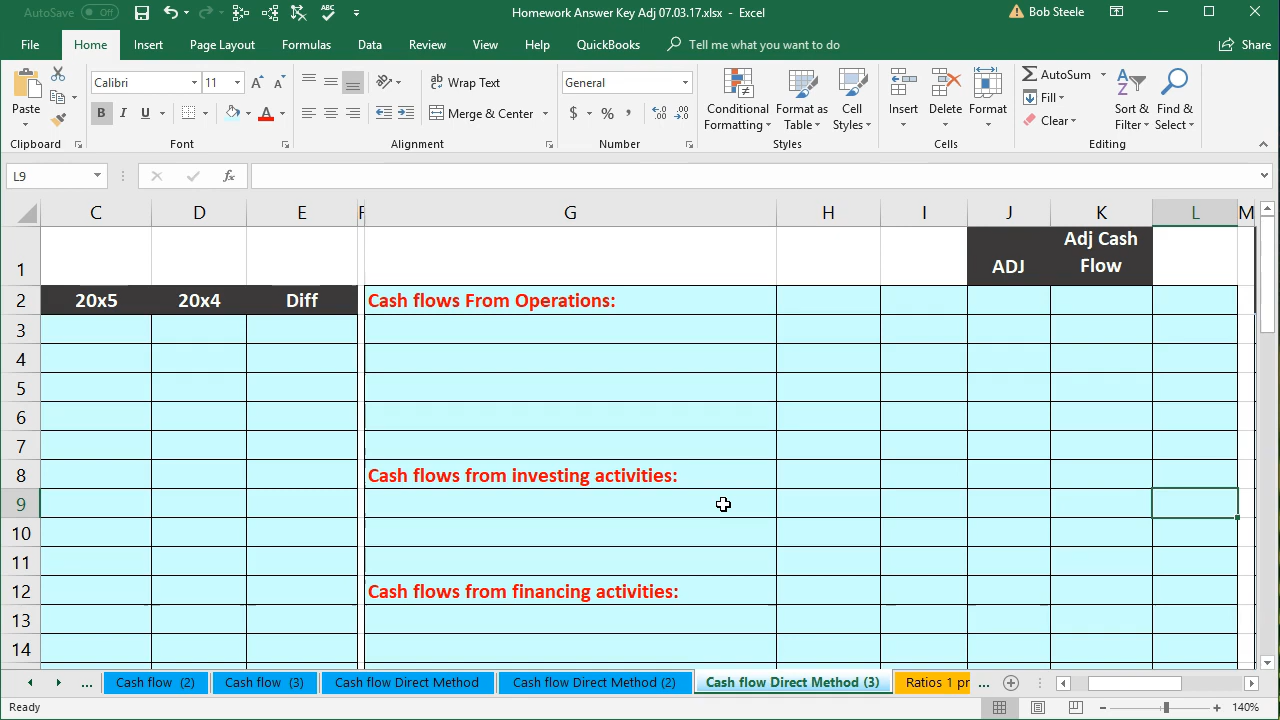 AutoSave Off
Homework Answer Key Adj 07.03.17.xlsx - Excel
Bob Steele
File Home Insert Page Layout Formulas Data Review View Help QuickBooks Tell me what you want to do Share
Paste
Clipboard
Calibri 11
B I U
Font
Wrap Text
Merge & Center
Alignment
General
$ % ,
Number
Conditional Formatting
Format as Table
Cell Styles
Styles
Insert
Delete
Format
Cells
AutoSum
Fill
Clear
Sort & Filter
Find & Select
Editing
L9
fx
C D E F G H I J K L M
1 ADJ Adj Cash Flow
2 20x5 20x4 Diff Cash flows From Operations:
3
4
5
6
7
8 Cash flows from investing activities:
9
10
11
12 Cash flows from financing activities:
13
14
... Cash flow (2) Cash flow (3) Cash flow Direct Method Cash flow Direct Method (2) Cash flow Direct Method (3) Ratios 1 pr ...
Ready
140%